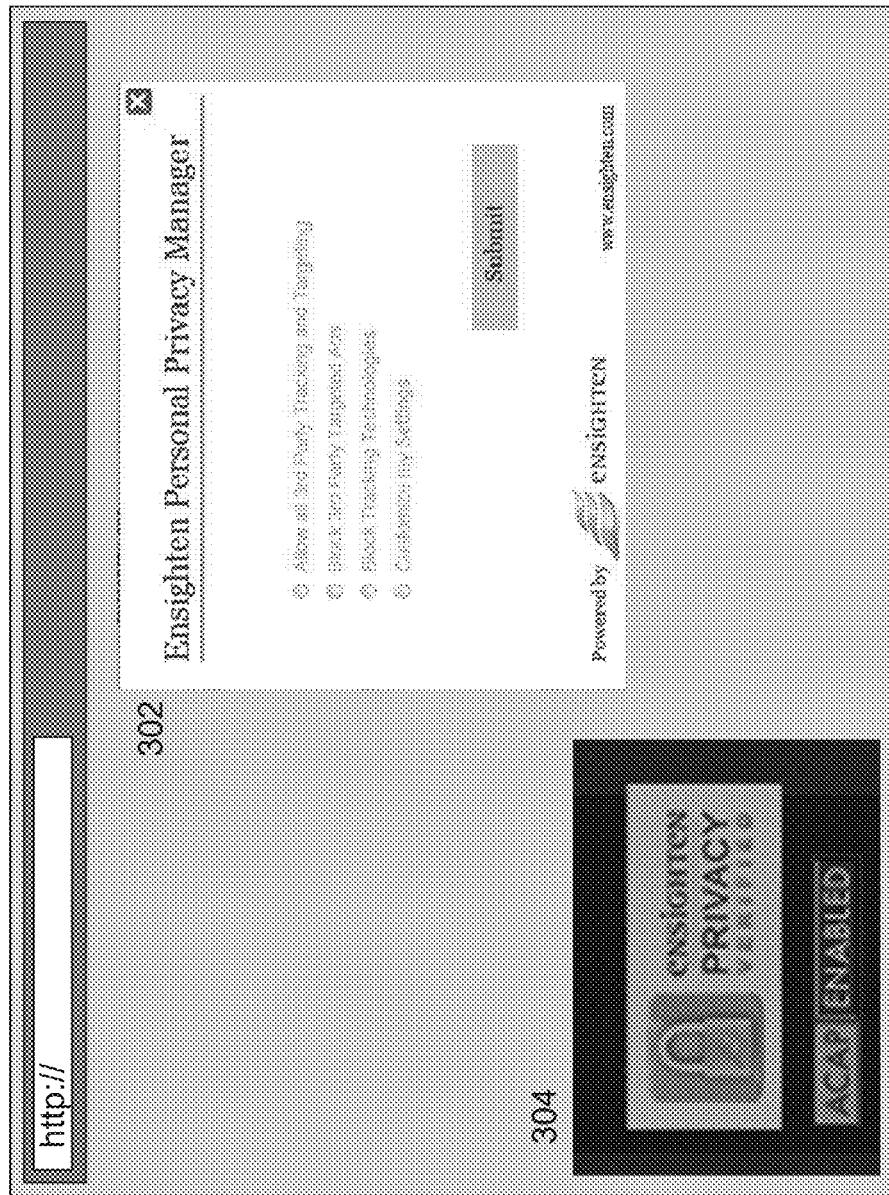 http://
302
Ensighten Personal Privacy Manager
Allow all 3rd Party Tracking and Targeting
Block 3rd Party Targeted Ads
Block Tracking Technologies
Customize my Settings
Submit
Powered by ensighten
www.ensighten.com
304
ensighten
PRIVACY
ENABLED